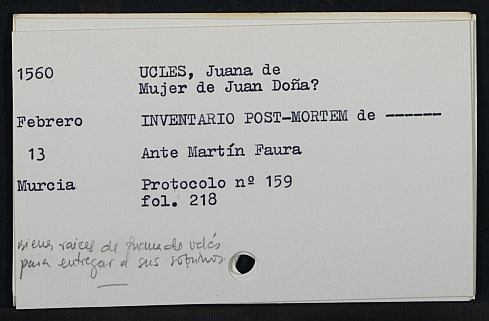 1560 UCLES, Juana de
Mujer de Juan Doña?
Febrero INVENTARIO POST-MORTEM de ------
13 Ante Martín Faura
Murcia Protocolo nº 159
fol. 218
bienes raices de Juana de Uclés
para entregar a sus sobrinos